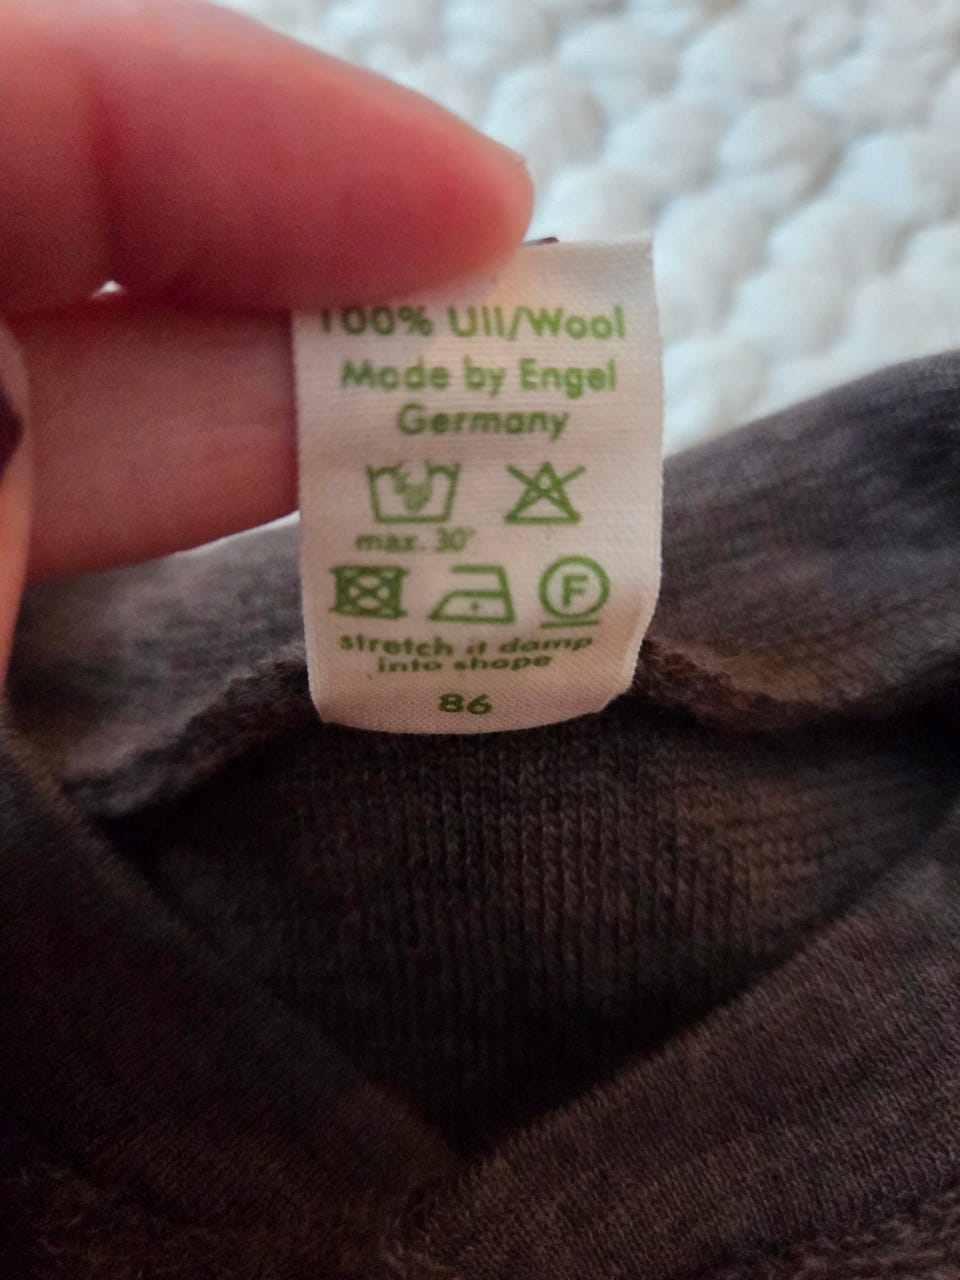 100% Ull/Wool
Made by Engel
Germany
max. 30°
F
stretch it damp
into shape
86